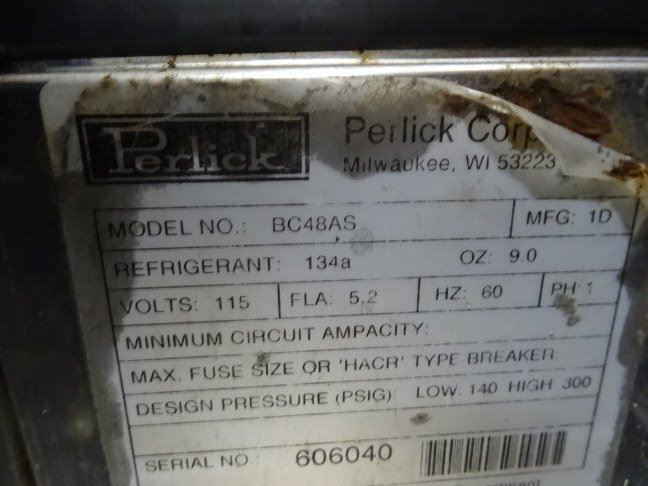 Perlick
Perlick Corp
Milwaukee, WI 53223
MODEL NO.: BC48AS MFG: 1D
REFRIGERANT: 134a OZ: 9.0
VOLTS: 115 FLA: 5.2 HZ: 60 PH: 1
MINIMUM CIRCUIT AMPACITY:
MAX. FUSE SIZE OR 'HACR' TYPE BREAKER:
DESIGN PRESSURE (PSIG): LOW: 140 HIGH 300
SERIAL NO.: 606040